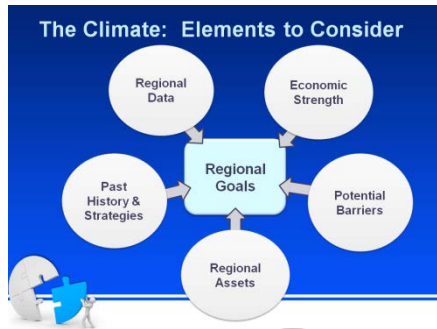 The Climate: Elements to Consider
Regional
Data
Economic
Strength
Regional
Goals
Past
History &
Strategies
Potential
Barriers
Regional
Assets